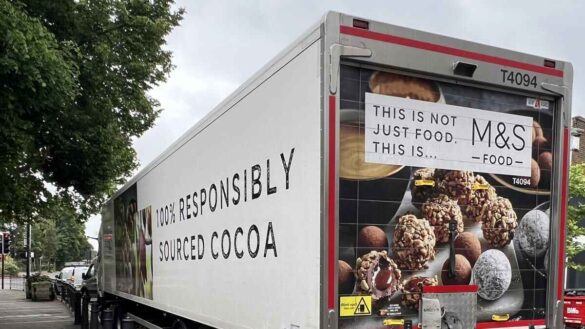 100% RESPONSIBLY
SOURCED COCOA
T4094
THIS IS NOT
JUST FOOD.
THIS IS...
M&S
FOOD
T4094